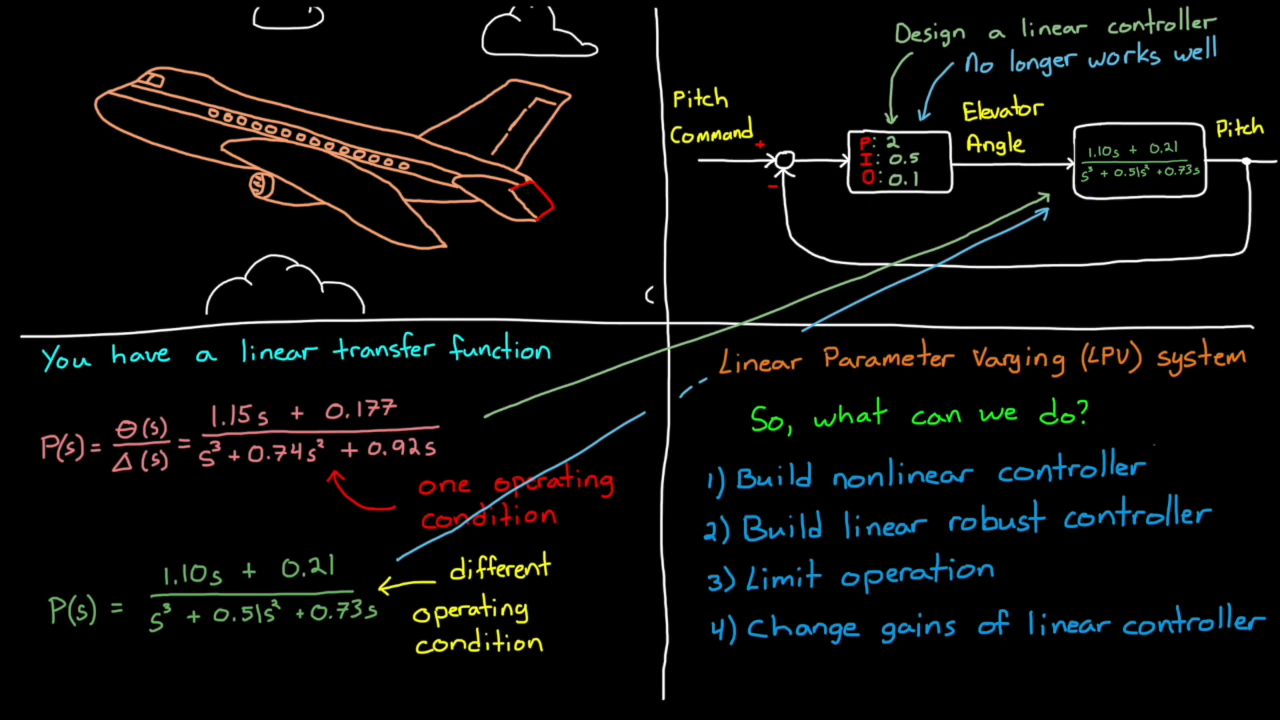 Design a linear controller
No longer works well
Pitch
Command
+
-
P: 2
I: 0.5
D: 0.1
Elevator
Angle
1.10s + 0.21
s³ + 0.51s² + 0.73s
Pitch
You have a linear transfer function
P(s) = Θ(s) / Δ(s) = 1.15s + 0.177 / s³ + 0.74s² + 0.92s
one operating
condition
P(s) = 1.10s + 0.21 / s³ + 0.51s² + 0.73s
different
operating
condition
Linear Parameter Varying (LPV) system
So, what can we do?
1) Build nonlinear controller
2) Build linear robust controller
3) Limit operation
4) Change gains of linear controller